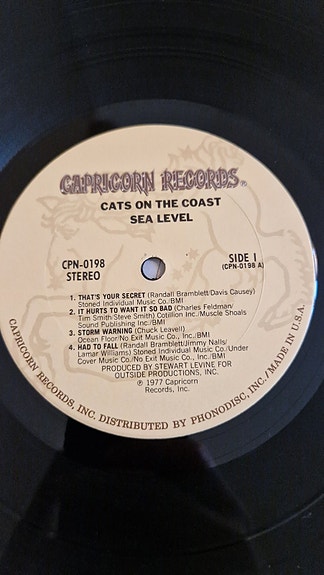 CAPRICORN RECORDS®
CATS ON THE COAST
SEA LEVEL
CPN-0198
STEREO
SIDE 1
(CPN-0198 A)
1. THAT'S YOUR SECRET (Randall Bramblett/Davis Causey)
Stoned Individual Music Co./BMI
2. IT HURTS TO WANT IT SO BAD (Charles Feldman/
Tim Smith Steve Smith) Cotillion Inc./Muscle Shoals
Sound Publishing Inc./BMI
3. STORM WARNING (Chuck Leavell)
Ocean Floor/No Exit Music Co., Inc./BMI
4. HAD TO FALL (Randall Bramblett/Jimmy Nalls/
Lamar Williams) Stoned Individual Music Co./Under
Cover Music Co/No Exit Music Co., Inc./BMI
PRODUCED BY STEWART LEVINE FOR
OUTSIDE PRODUCTIONS, INC.
℗ 1977 Capricorn
Records, Inc.
CAPRICORN RECORDS, INC. DISTRIBUTED BY PHONODISC, INC./MADE IN U.S.A.